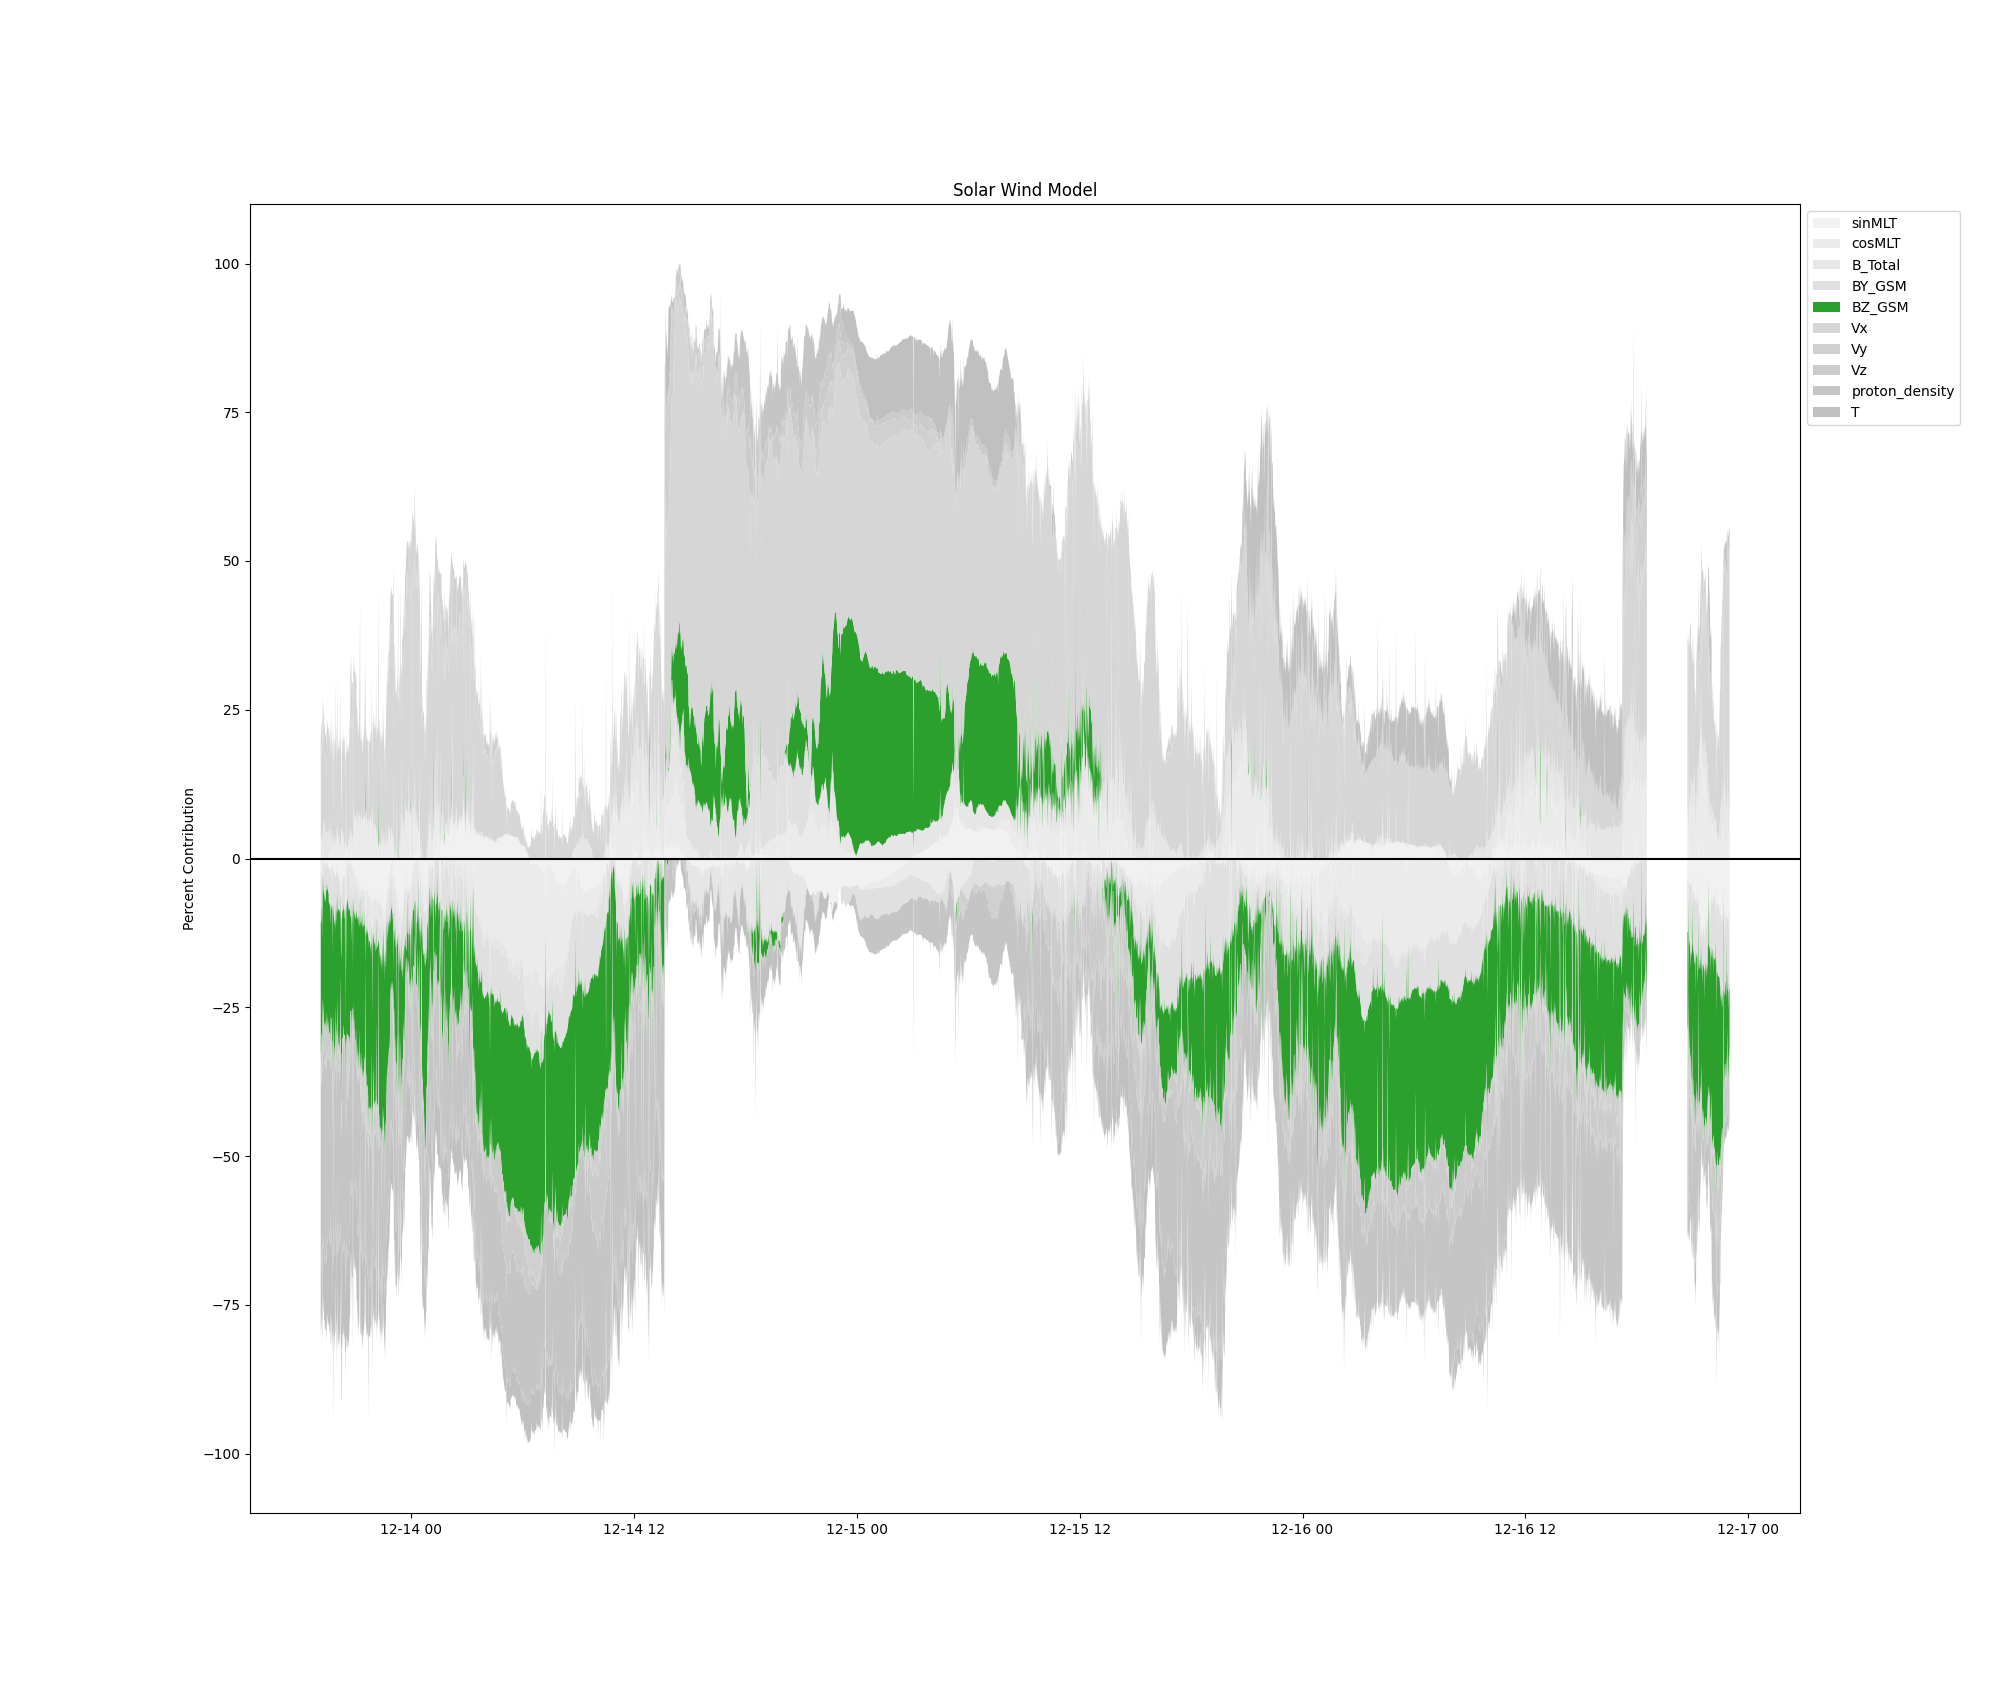 Solar Wind Model
sinMLT
cosMLT
B_Total
BY_GSM
BZ_GSM
Vx
Vy
Vz
proton_density
T
100
75
50
25
0
−25
−50
−75
−100
Percent Contribution
12-14 00
12-14 12
12-15 00
12-15 12
12-16 00
12-16 12
12-17 00